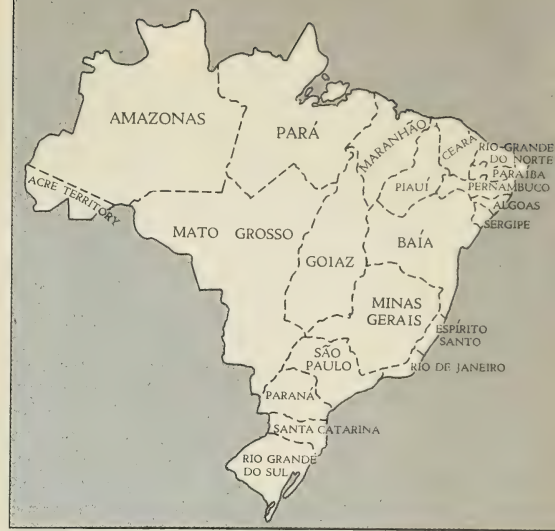 AMAZONAS
PARÁ
MARANHÃO
CEARA
RIO-GRANDE
DO NORTE
PARAÍBA
PERNAMBUCO
ALGOAS
SERGIPE
PIAUÍ
ACRE TERRITORY
MATO GROSSO
GOIAZ
BAÍA
MINAS
GERAIS
ESPÍRITO
SANTO
RIO DE JANEIRO
SÃO
PAULO
PARANÁ
SANTA CATARINA
RIO GRANDE
DO SUL